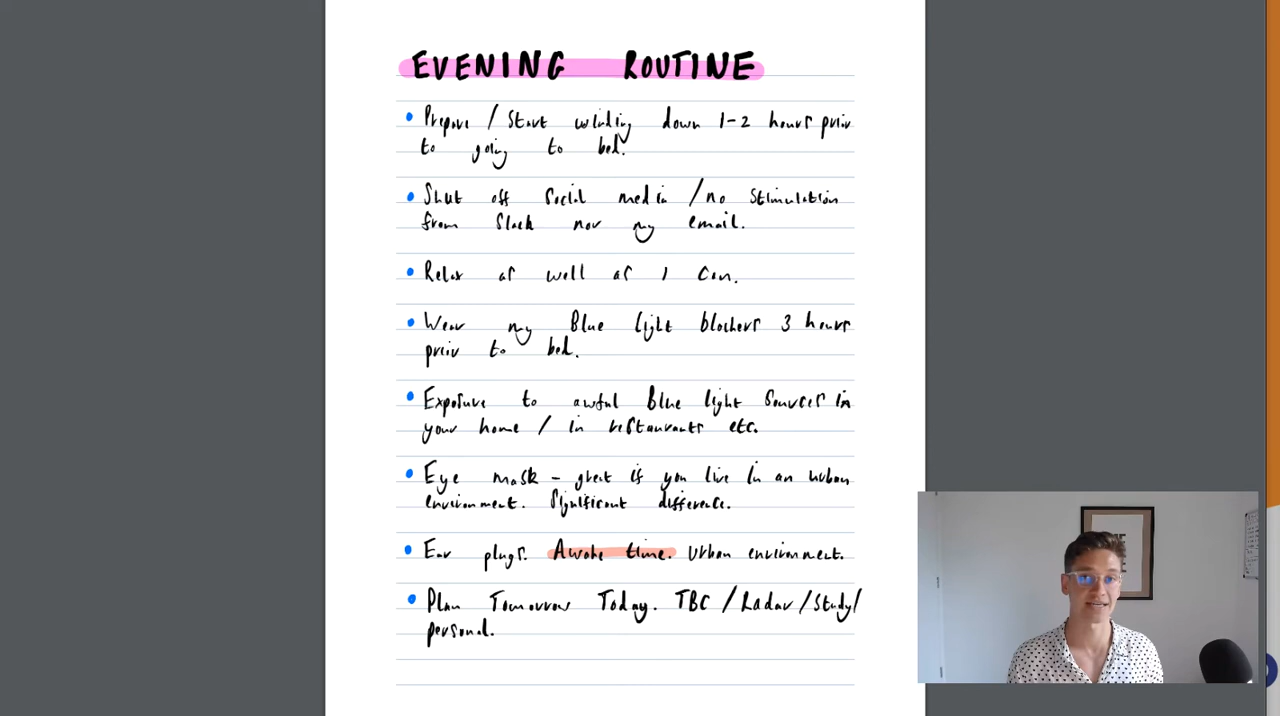 EVENING ROUTINE
Prepare / Start winding down 1-2 hours prior
to going to bed.
Shut off social media / no stimulation
from Slack nor my email.
Relax as well as I can.
Wear my Blue light blockers 3 hours
prior to bed.
Exposure to awful Blue light sources in
your home / in restaurants etc.
Eye mask - great if you live in an urban
environment. Significant difference.
Ear plugs. Awake time. Urban environment.
Plan Tomorrow Today. TBC / Radar / Study /
personal.